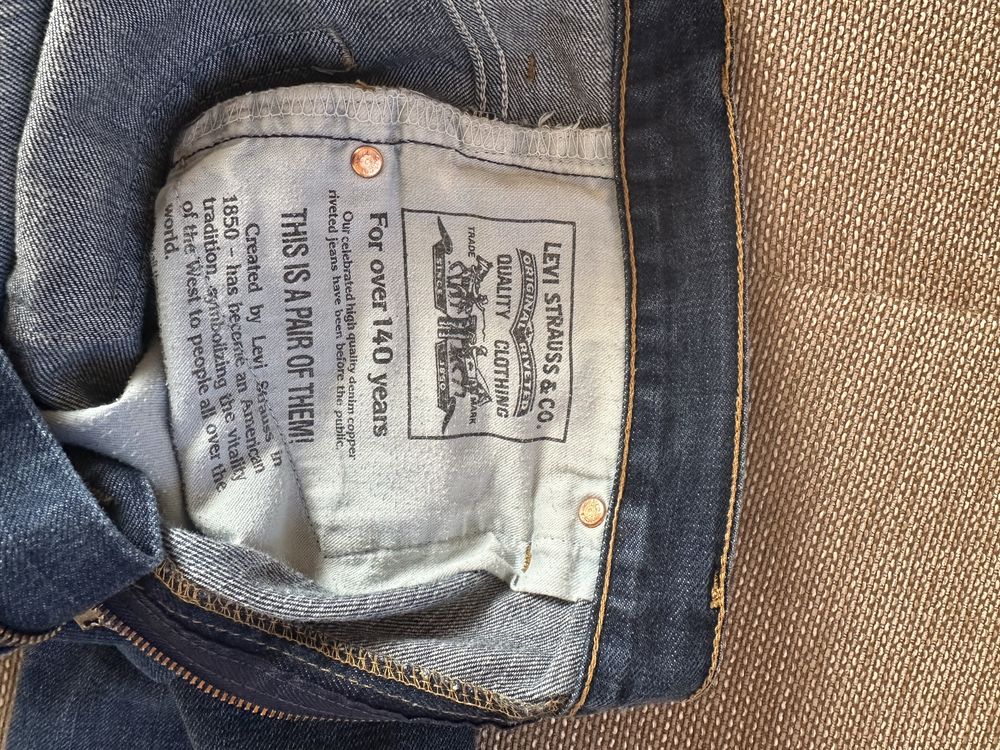 LEVI STRAUSS & CO.
ORIGINAL RIVETED
QUALITY CLOTHING
TRADE MARK
SINCE 1850
For over 140 years
Our celebrated high quality denim copper
riveted jeans have been before the public.
THIS IS A PAIR OF THEM!
Created by Levi Strauss in
1850 - has become an American
tradition, symbolizing the vitality
of the West to people all over the
world.